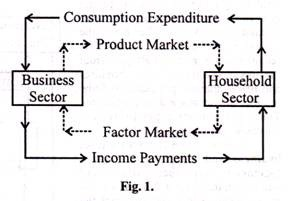 Consumption Expenditure
Product Market
Business
Sector
Household
Sector
Factor Market
Income Payments
Fig. 1.